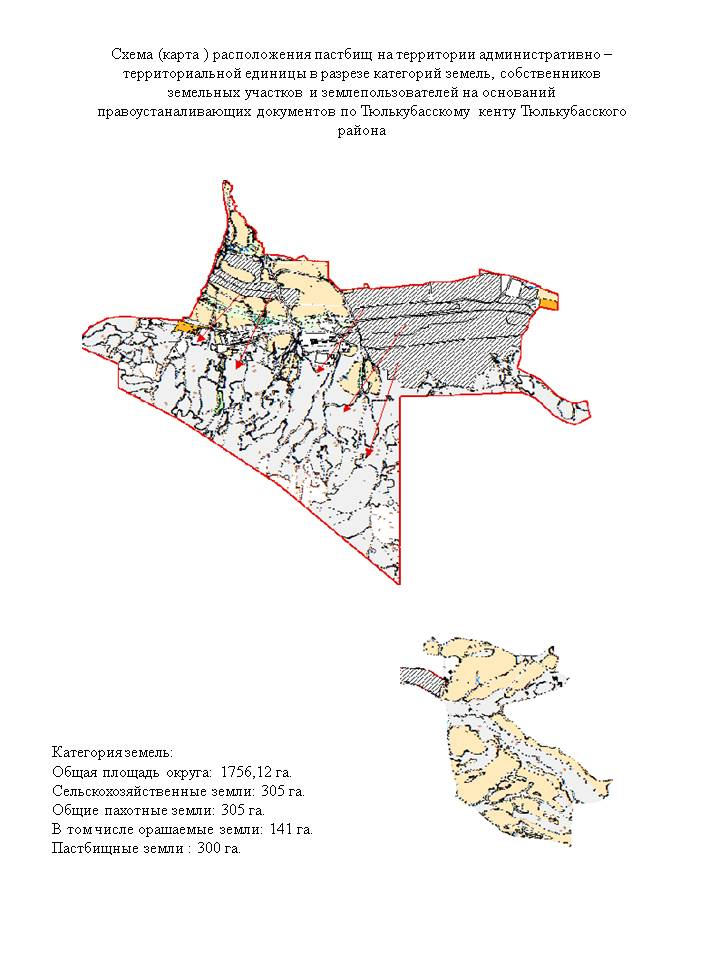 Схема (карта ) расположения пастбищ на территории административно –
территориальной единицы в разрезе категорий земель, собственников
земельных участков и землепользователей на оснований
правоустаналивающих документов по Тюлькубасскому кенту Тюлькубасского
района
Категория земель:
Общая площадь округа: 1756,12 га.
Сельскохозяйственные земли: 305 га.
Общие пахотные земли: 305 га.
В том числе орашаемые земли: 141 га.
Пастбищные земли : 300 га.